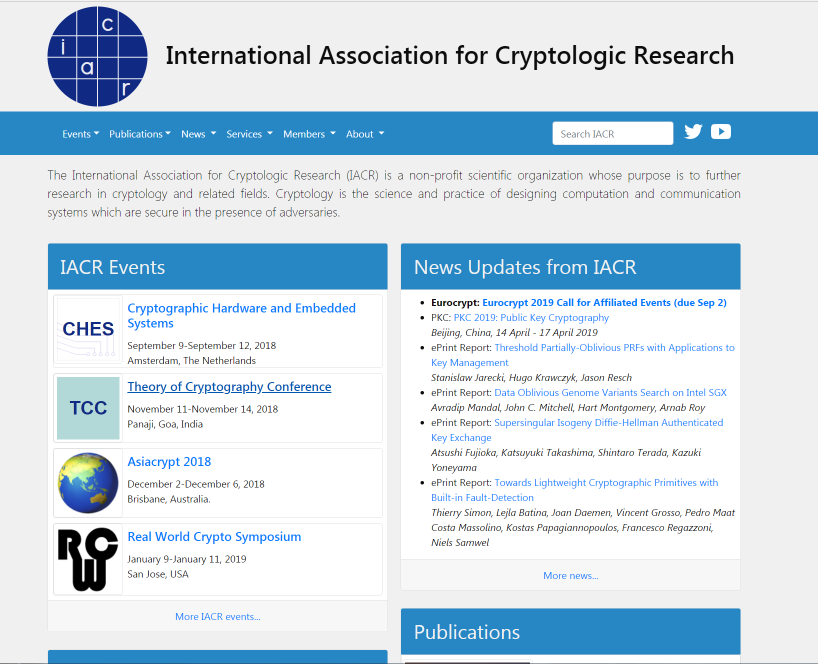 i
c
a
r
International Association for Cryptologic Research
Events Publications News Services Members About
Search IACR
The International Association for Cryptologic Research (IACR) is a non-profit scientific organization whose purpose is to further
research in cryptology and related fields. Cryptology is the science and practice of designing computation and communication
systems which are secure in the presence of adversaries.
IACR Events
CHES
Cryptographic Hardware and Embedded
Systems
September 9-September 12, 2018
Amsterdam, The Netherlands
TCC
Theory of Cryptography Conference
November 11-November 14, 2018
Panaji, Goa, India
Asiacrypt 2018
December 2-December 6, 2018
Brisbane, Australia.
RCW
Real World Crypto Symposium
January 9-January 11, 2019
San Jose, USA
More IACR events...
News Updates from IACR
Eurocrypt: Eurocrypt 2019 Call for Affiliated Events (due Sep 2)
PKC: PKC 2019: Public Key Cryptography
Beijing, China, 14 April - 17 April 2019
ePrint Report: Threshold Partially-Oblivious PRFs with Applications to
Key Management
Stanislaw Jarecki, Hugo Krawczyk, Jason Resch
ePrint Report: Data Oblivious Genome Variants Search on Intel SGX
Avradip Mandal, John C. Mitchell, Hart Montgomery, Arnab Roy
ePrint Report: Supersingular Isogeny Diffie-Hellman Authenticated
Key Exchange
Atsushi Fujioka, Katsuyuki Takashima, Shintaro Terada, Kazuki
Yoneyama
ePrint Report: Towards Lightweight Cryptographic Primitives with
Built-in Fault-Detection
Thierry Simon, Lejla Batina, Joan Daemen, Vincent Grosso, Pedro Maat
Costa Massolino, Kostas Papagiannopoulos, Francesco Regazzoni,
Niels Samwel
More news...
Publications